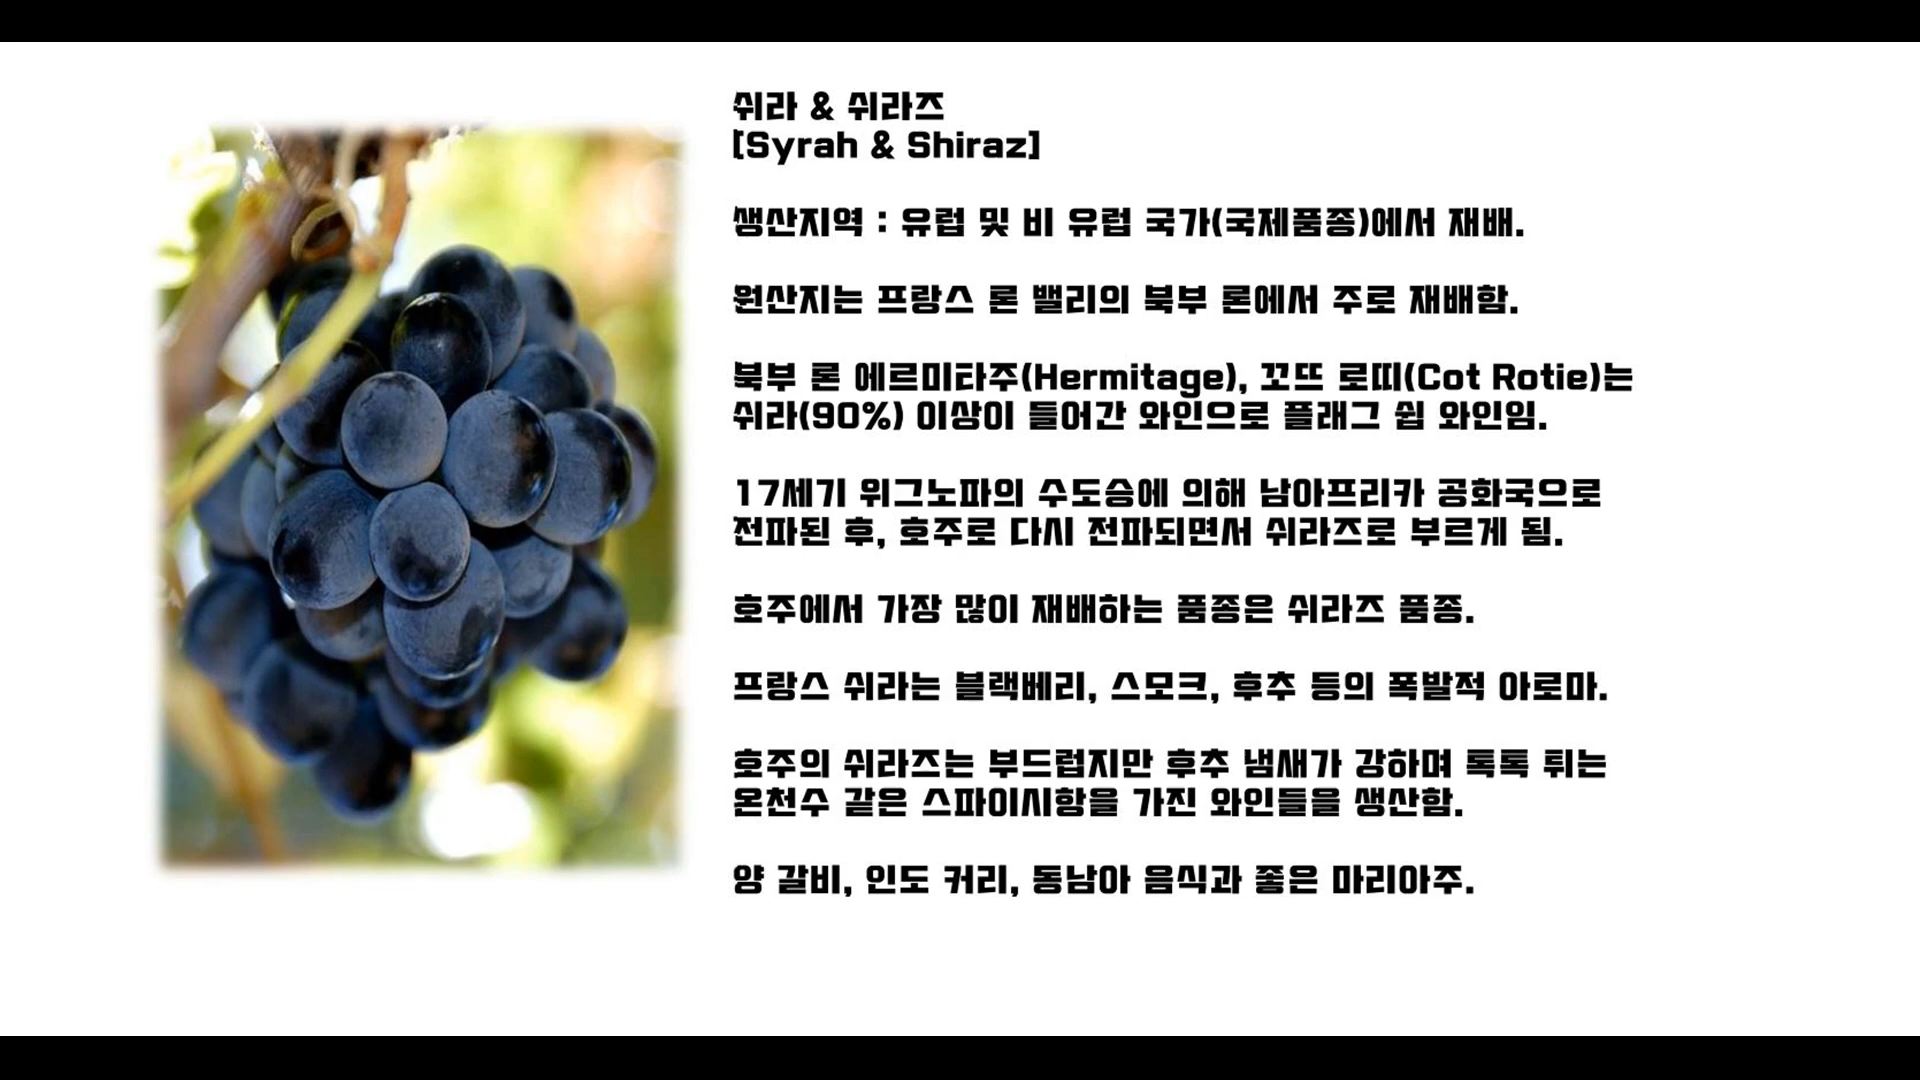 쉬라 & 쉬라즈
[Syrah & Shiraz]
생산지역 : 유럽 및 비 유럽 국가(국제품종)에서 재배.
원산지는 프랑스 론 밸리의 북부 론에서 주로 재배함.
북부 론 에르미타주(Hermitage), 꼬뜨 로띠(Cot Rotie)는
쉬라(90%) 이상이 들어간 와인으로 플래그 쉽 와인임.
17세기 위그노파의 수도승에 의해 남아프리카 공화국으로
전파된 후, 호주로 다시 전파되면서 쉬라즈로 부르게 됨.
호주에서 가장 많이 재배하는 품종은 쉬라즈 품종.
프랑스 쉬라는 블랙베리, 스모크, 후추 등의 폭발적 아로마.
호주의 쉬라즈는 부드럽지만 후추 냄새가 강하며 톡톡 튀는
온천수 같은 스파이시향을 가진 와인들을 생산함.
양 갈비, 인도 커리, 동남아 음식과 좋은 마리아주.